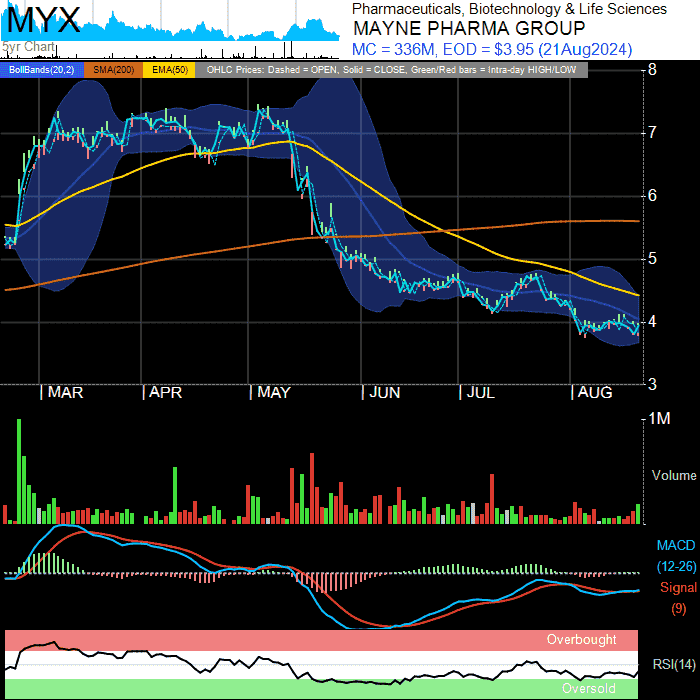 MYX
Pharmaceuticals, Biotechnology & Life Sciences
MAYNE PHARMA GROUP
MC = 336M, EOD = $3.95 (21Aug2024)
5yr Chart
BollBands(20,2) SMA(200) EMA(50) OHLC Prices: Dashed = OPEN, Solid = CLOSE, Green/Red bars = Intra-day HIGH/LOW
8
7
6
5
4
3
MAR APR MAY JUN JUL AUG
1M
Volume
MACD
(12-26)
Signal
(9)
Overbought
RSI(14)
Oversold